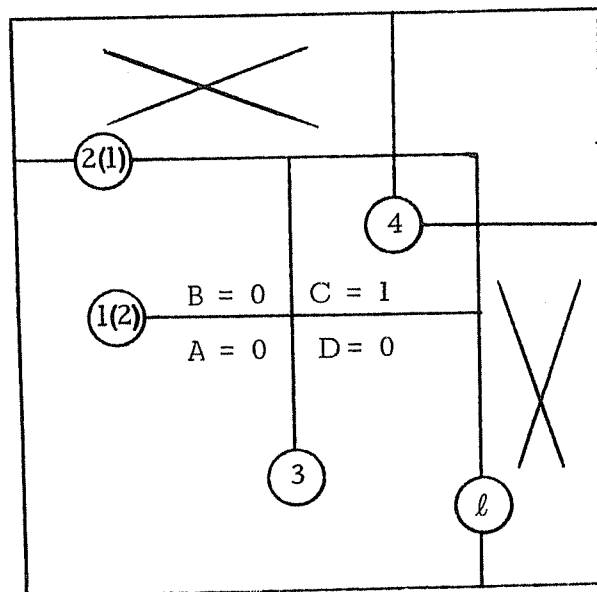 2(1)
4
B = 0 C = 1
1(2)
A = 0 D = 0
3
ℓ